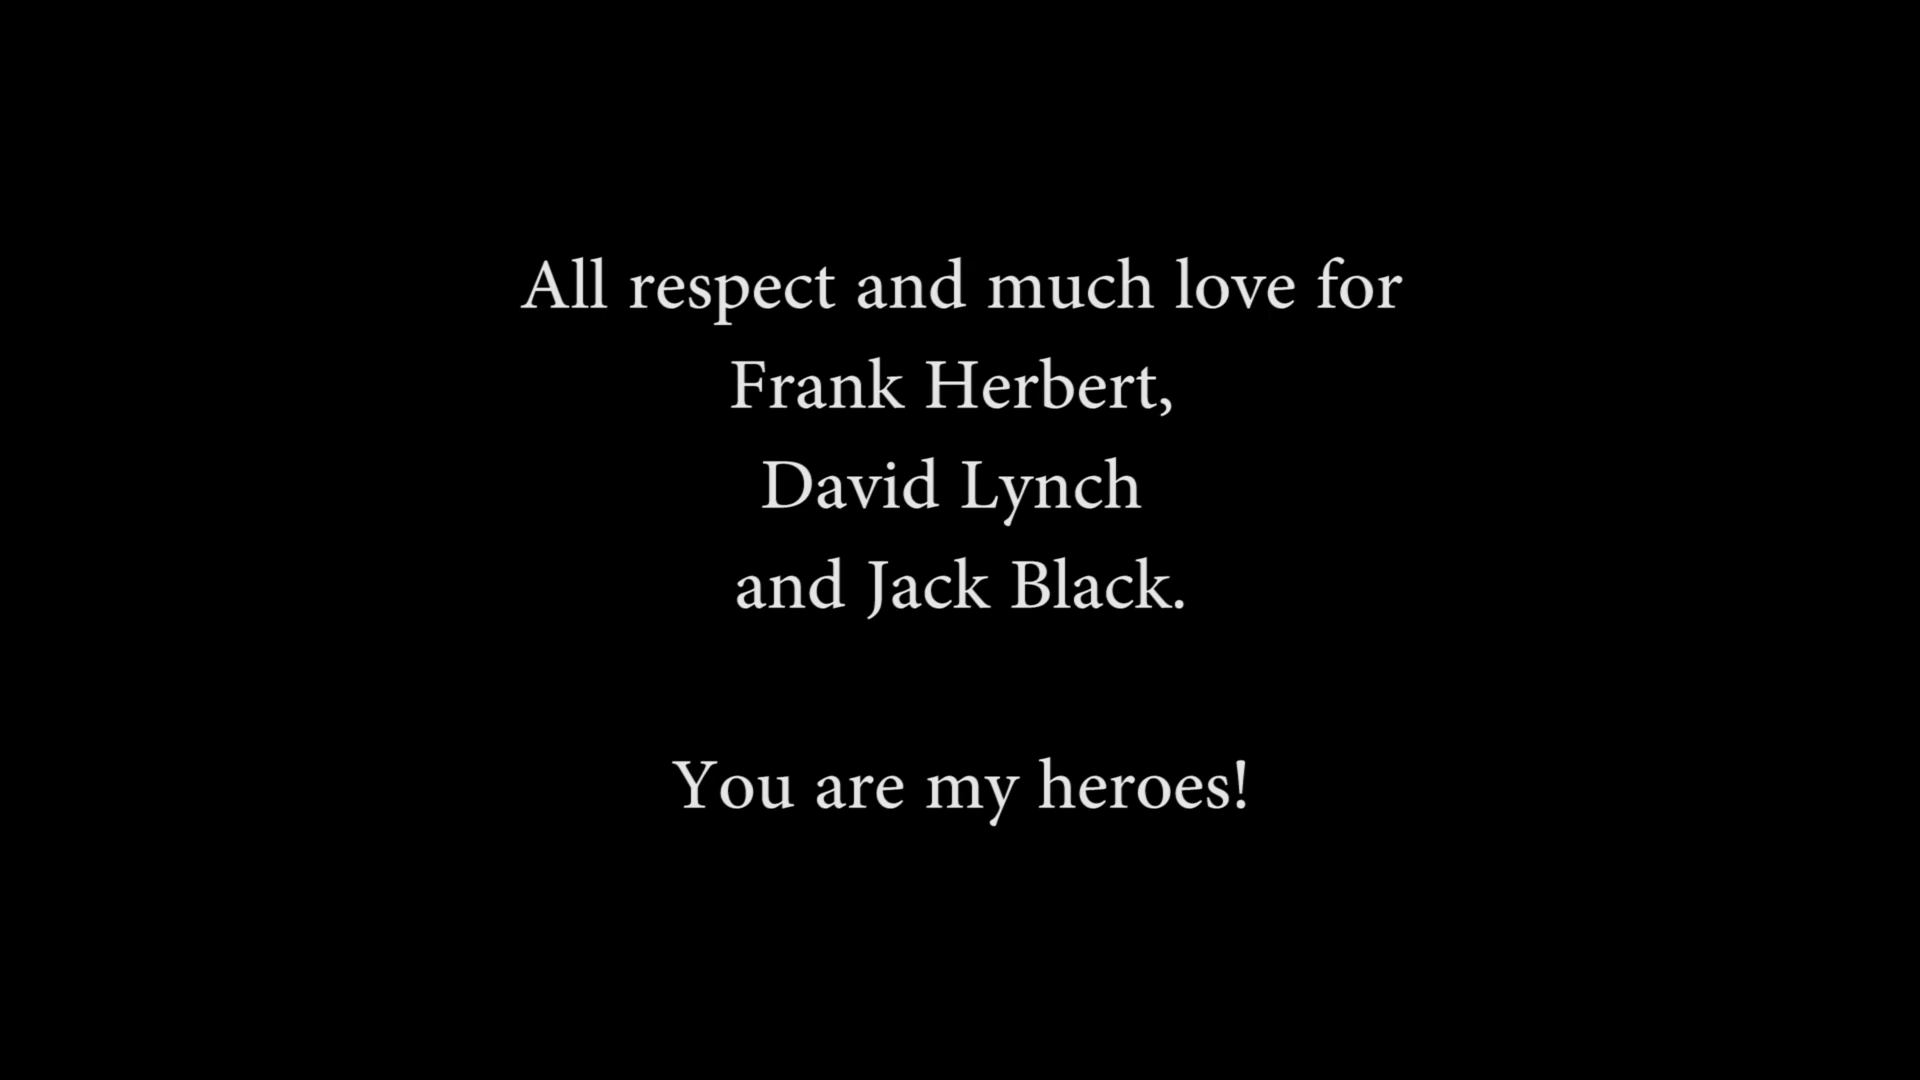 All respect and much love for
Frank Herbert,
David Lynch
and Jack Black.
You are my heroes!